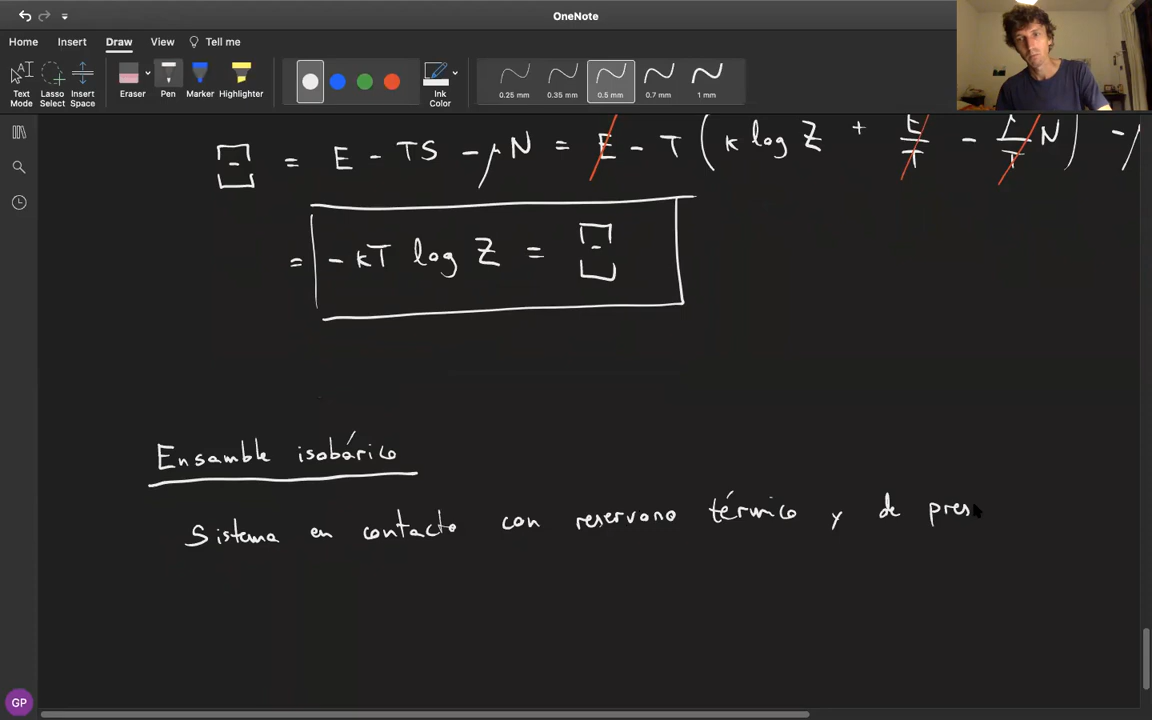 OneNote
Home Insert Draw View Tell me
Text Mode Lasso Select Insert Space Eraser Pen Marker Highlighter Ink Color 0.25 mm 0.35 mm 0.5 mm 0.7 mm 1 mm
Ξ = E - TS - μN = E - T ( k log Z + E/T - μ/T N ) - μ
= - kT log Z = Ξ
Ensamble isobárico
Sistema en contacto con reservorio térmico y de pres
GP